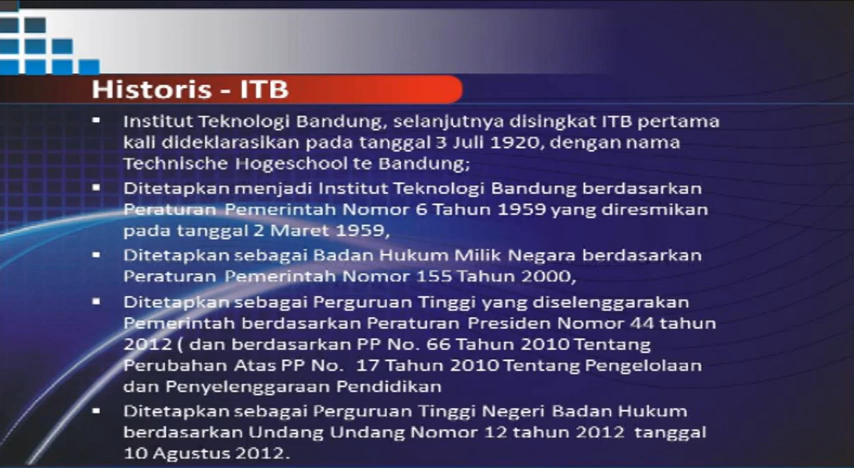 Historis - ITB
▪ Institut Teknologi Bandung, selanjutnya disingkat ITB pertama
kali dideklarasikan pada tanggal 3 Juli 1920, dengan nama
Technische Hogeschool te Bandung;
▪ Ditetapkan menjadi Institut Teknologi Bandung berdasarkan
Peraturan Pemerintah Nomor 6 Tahun 1959 yang diresmikan
pada tanggal 2 Maret 1959,
▪ Ditetapkan sebagai Badan Hukum Milik Negara berdasarkan
Peraturan Pemerintah Nomor 155 Tahun 2000,
▪ Ditetapkan sebagai Perguruan Tinggi yang diselenggarakan
Pemerintah berdasarkan Peraturan Presiden Nomor 44 tahun
2012 ( dan berdasarkan PP No. 66 Tahun 2010 Tentang
Perubahan Atas PP No. 17 Tahun 2010 Tentang Pengelolaan
dan Penyelenggaraan Pendidikan
▪ Ditetapkan sebagai Perguruan Tinggi Negeri Badan Hukum
berdasarkan Undang Undang Nomor 12 tahun 2012 tanggal
10 Agustus 2012.